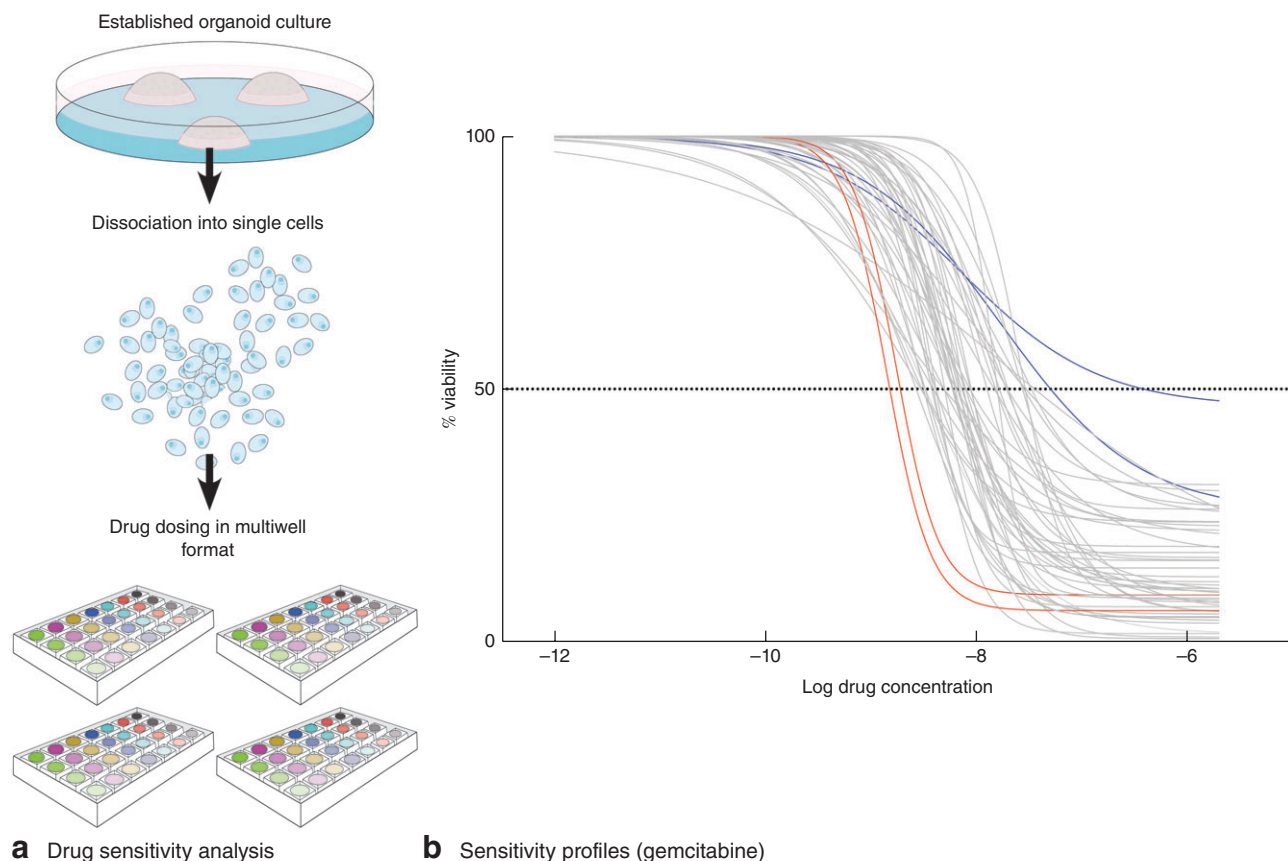 Established organoid culture
Dissociation into single cells
Drug dosing in multiwell
format
a Drug sensitivity analysis
% viability
100
50
0
–12
–10
–8
–6
Log drug concentration
b Sensitivity profiles (gemcitabine)